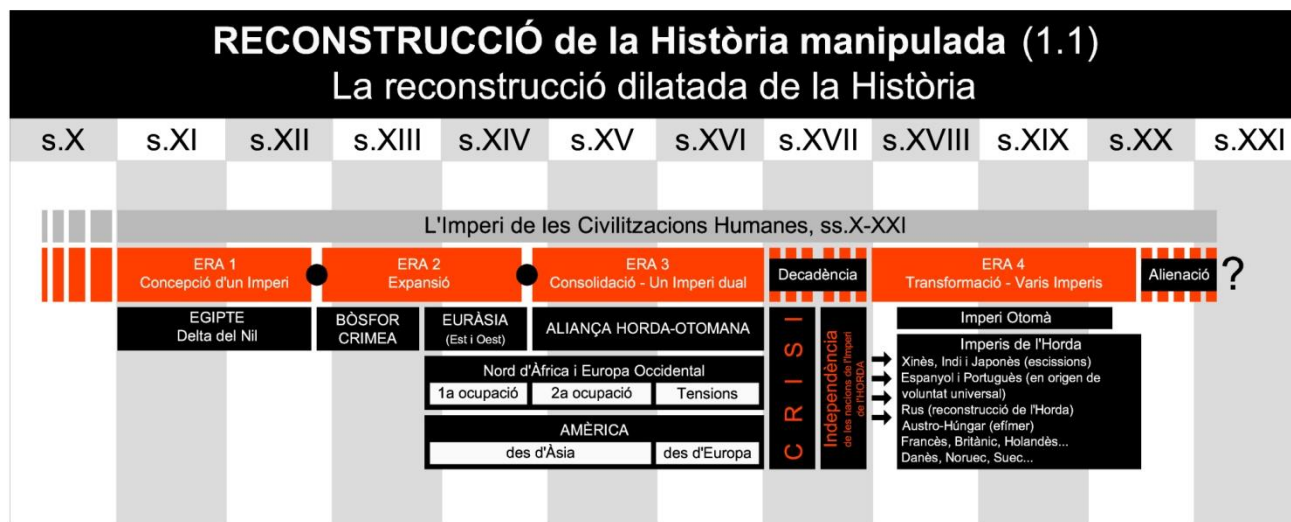 RECONSTRUCCIÓ de la Història manipulada (1.1)
La reconstrucció dilatada de la Història
s.X s.XI s.XII s.XIII s.XIV s.XV s.XVI s.XVII s.XVIII s.XIX s.XX s.XXI
L'Imperi de les Civilitzacions Humanes, ss.X-XXI
ERA 1
Concepció d'un Imperi
ERA 2
Expansió
ERA 3
Consolidació - Un Imperi dual
Decadència
ERA 4
Transformació - Varis Imperis
Alienació
?
EGIPTE
Delta del Nil
BÒSFOR
CRIMEA
EURÀSIA
(Est i Oest)
ALIANÇA HORDA-OTOMANA
Nord d'Àfrica i Europa Occidental
1a ocupació 2a ocupació Tensions
AMÈRICA
des d'Àsia des d'Europa
CRISI
Independència
de les nacions de l'Imperi
de l'HORDA
Imperi Otomà
Imperis de l'Horda
Xinès, Indi i Japonès (escissions)
Espanyol i Portuguès (en origen de
voluntat universal)
Rus (reconstrucció de l'Horda)
Austro-Húngar (efímer)
Francès, Britànic, Holandès...
Danès, Noruec, Suec...